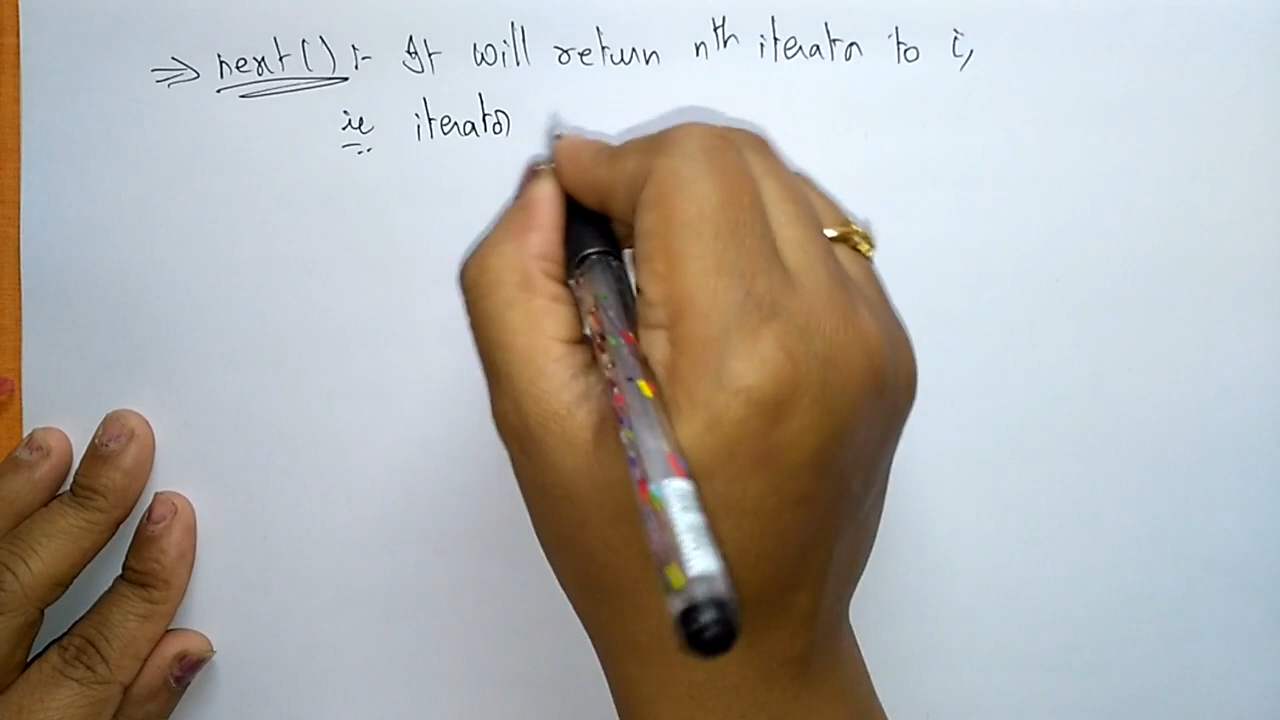 ⇒ next() :- It will return nth iterator to i,
ie iterator